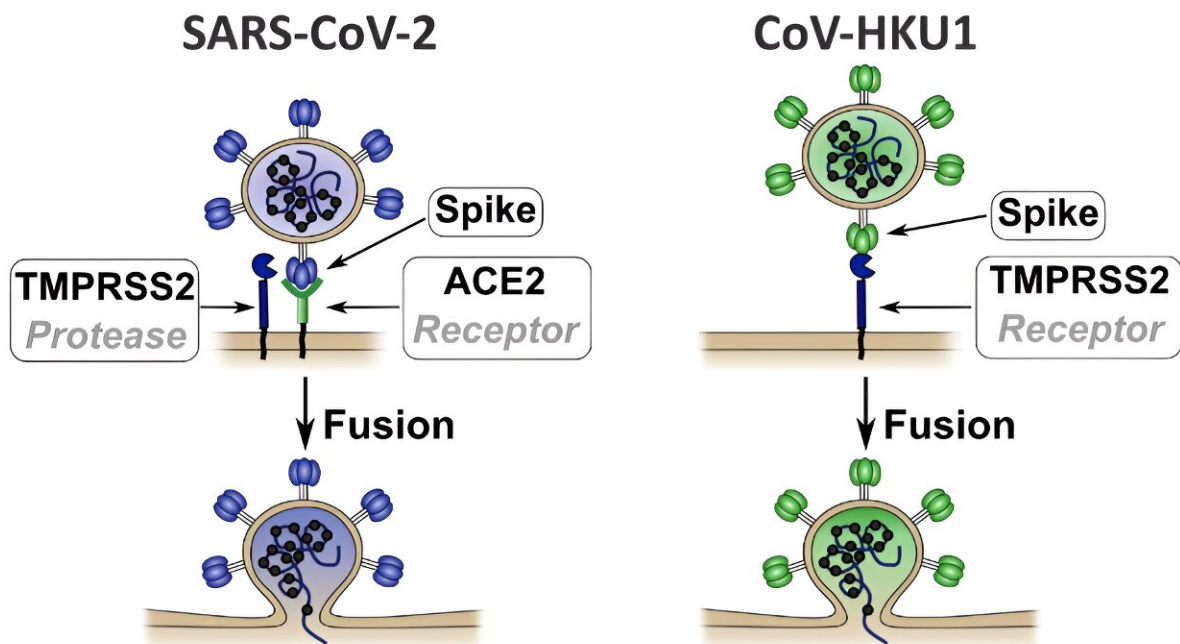 SARS-CoV-2
CoV-HKU1
Spike
TMPRSS2
Protease
ACE2
Receptor
Fusion
Spike
TMPRSS2
Receptor
Fusion